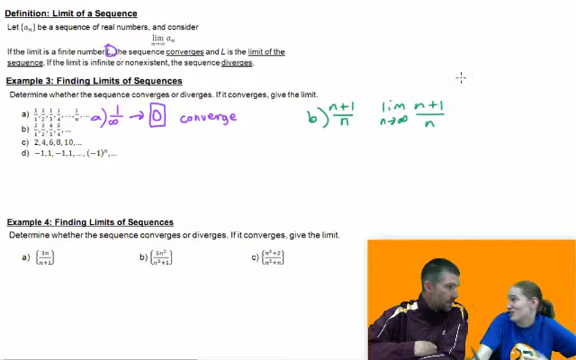 Definition: Limit of a Sequence
Let {aₙ} be a sequence of real numbers, and consider
lim aₙ
n→∞
If the limit is a finite number L, the sequence converges and L is the limit of the
sequence. If the limit is infinite or nonexistent, the sequence diverges.
Example 3: Finding Limits of Sequences
Determine whether the sequence converges or diverges. If it converges, give the limit.
a) 1/1, 1/2, 1/3, 1/4, …, 1/n, … a) 1/∞ → 0 converge
b) 2/1, 3/2, 4/3, 5/4, … b) n+1/n lim n→∞ n+1/n
c) 2, 4, 6, 8, 10, …
d) −1, 1, −1, 1, … , (−1)ⁿ, …
Example 4: Finding Limits of Sequences
Determine whether the sequence converges or diverges. If it converges, give the limit.
a) {3n/n+1} b) {5n²/n³+1} c) {n²+2/n²+n}